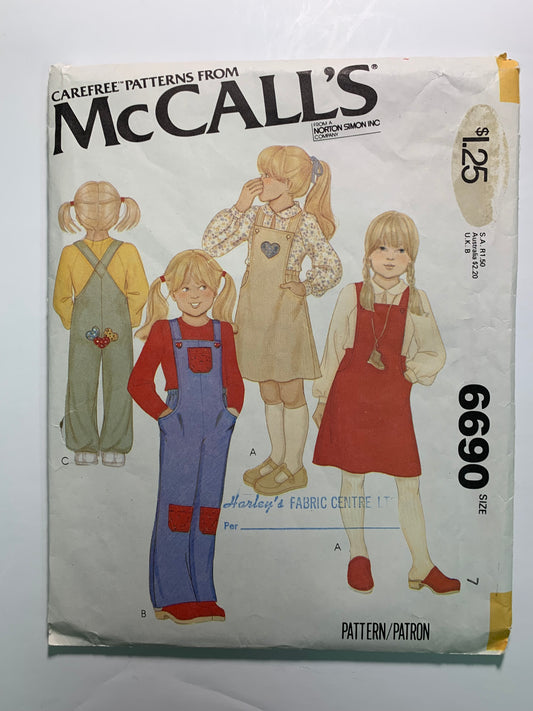 CAREFREE™ PATTERNS FROM
McCALL'S®
FROM A
NORTON SIMON INC
COMPANY
$1.25
S.A. R1.50
Australia $2.20
U.K. B
6690
SIZE
7
C
A
B
A
Harley's FABRIC CENTRE LT
Per
PATTERN/PATRON